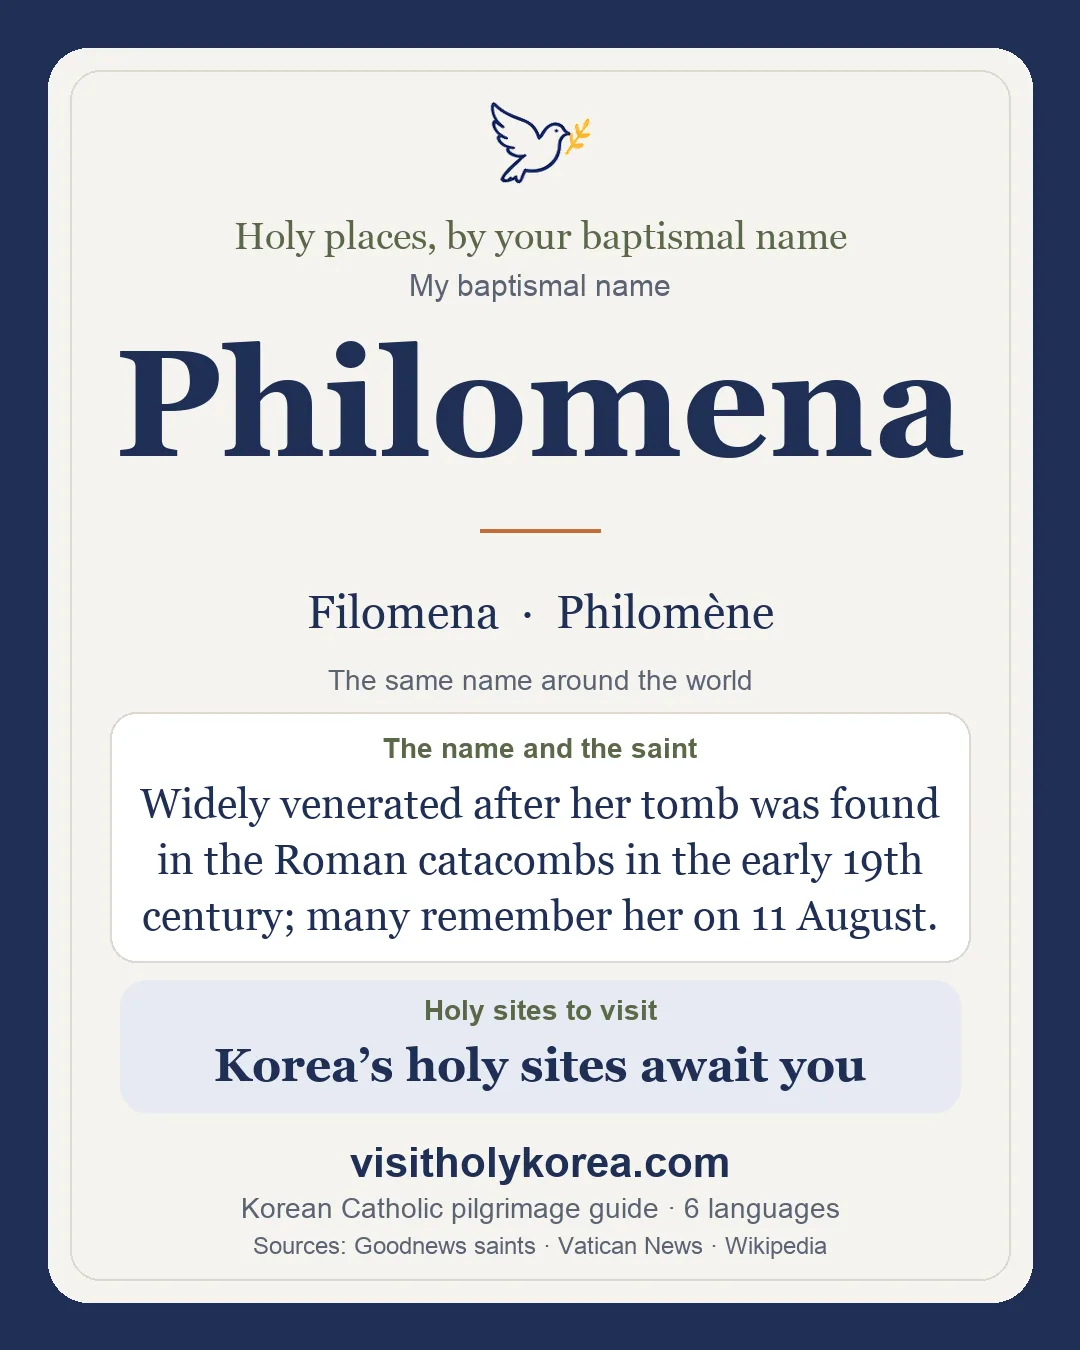 Holy places, by your baptismal name
My baptismal name
Philomena
Filomena · Philomène
The same name around the world
The name and the saint
Widely venerated after her tomb was found
in the Roman catacombs in the early 19th
century; many remember her on 11 August.
Holy sites to visit
Korea’s holy sites await you
visitholykorea.com
Korean Catholic pilgrimage guide · 6 languages
Sources: Goodnews saints · Vatican News · Wikipedia